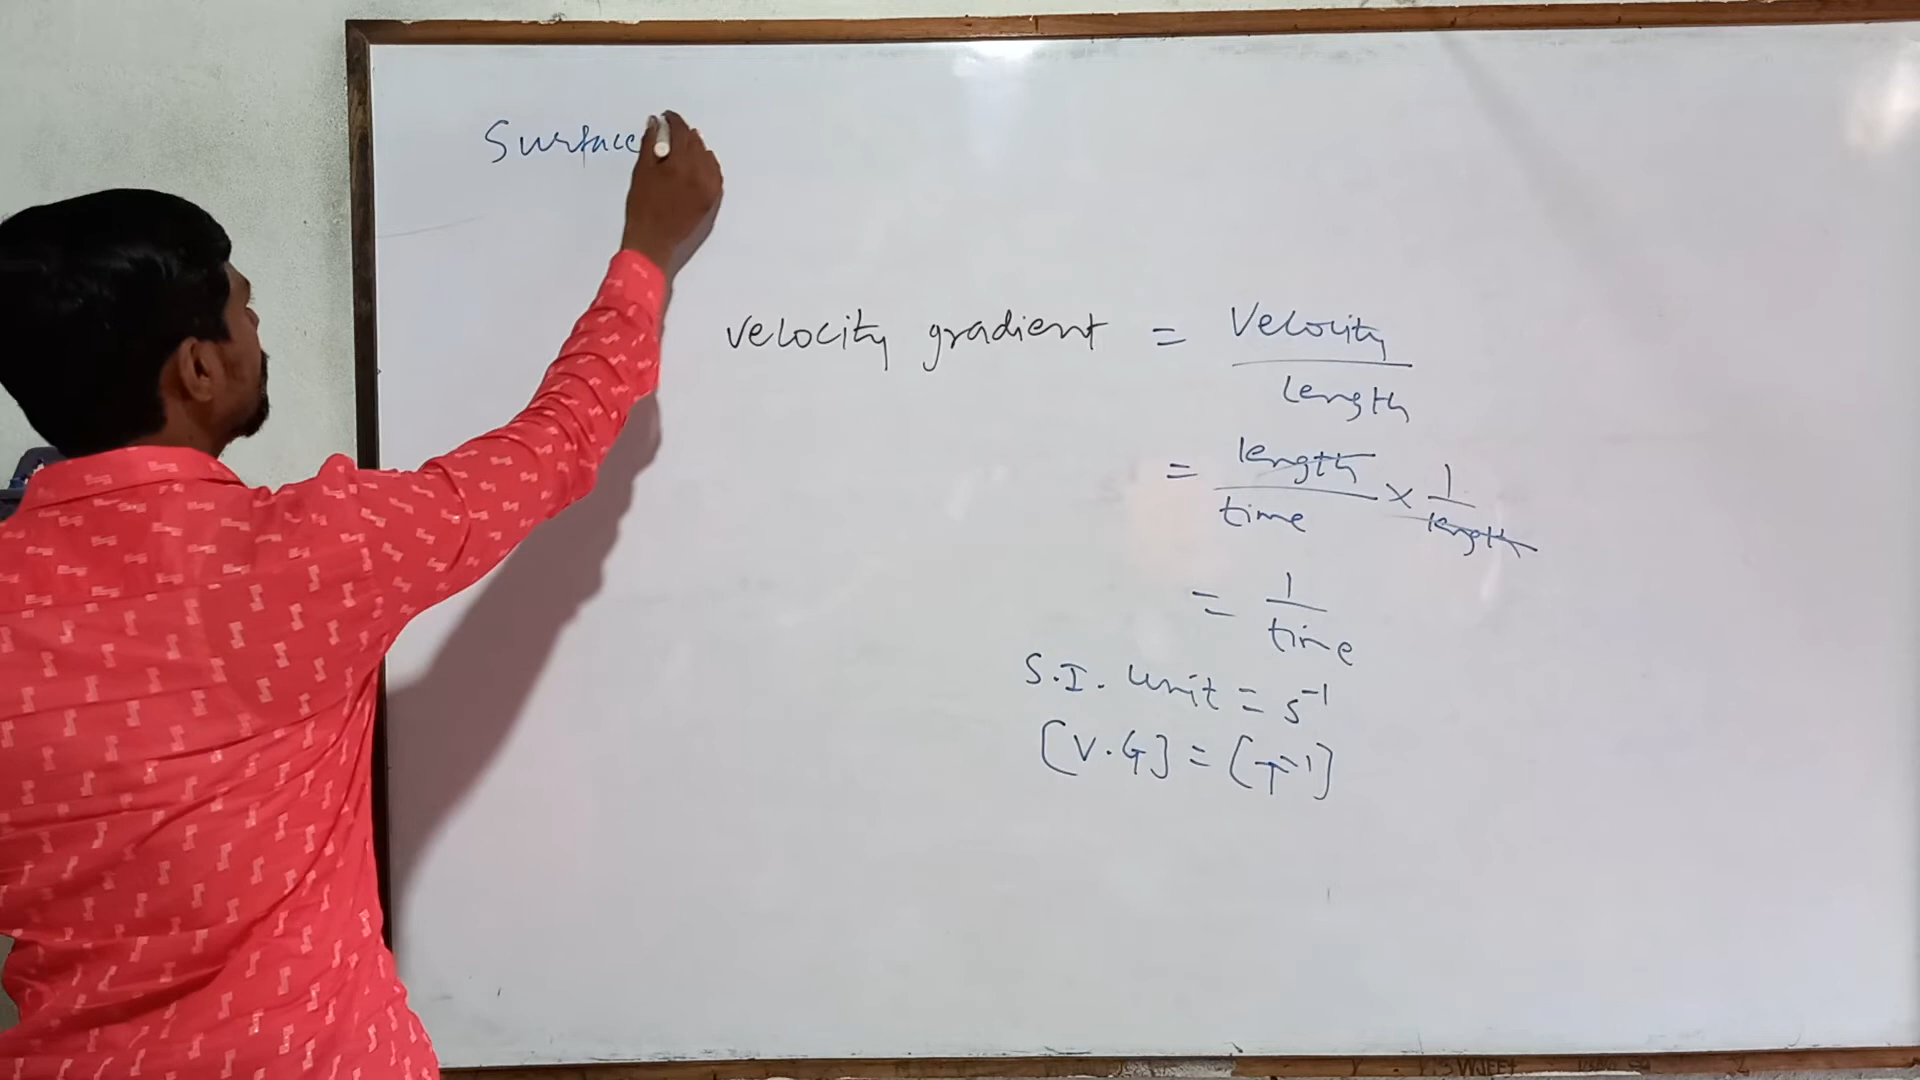 Surface
velocity gradient = Velocity / length
= length / time × 1 / length
= 1 / time
S.I. unit = s⁻¹
[V.G] = [T⁻¹]